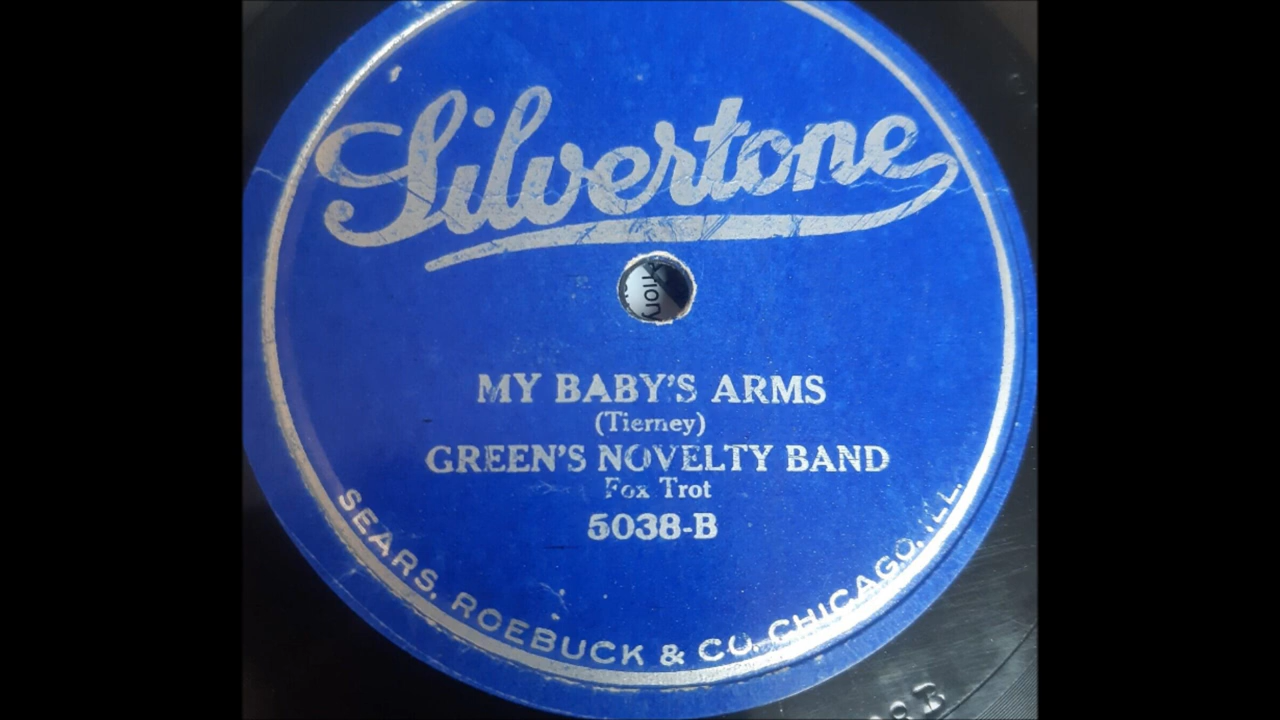 Silvertone
MY BABY'S ARMS
(Tierney)
GREEN'S NOVELTY BAND
Fox Trot
5038-B
SEARS, ROEBUCK & CO. CHICAGO. ILL.